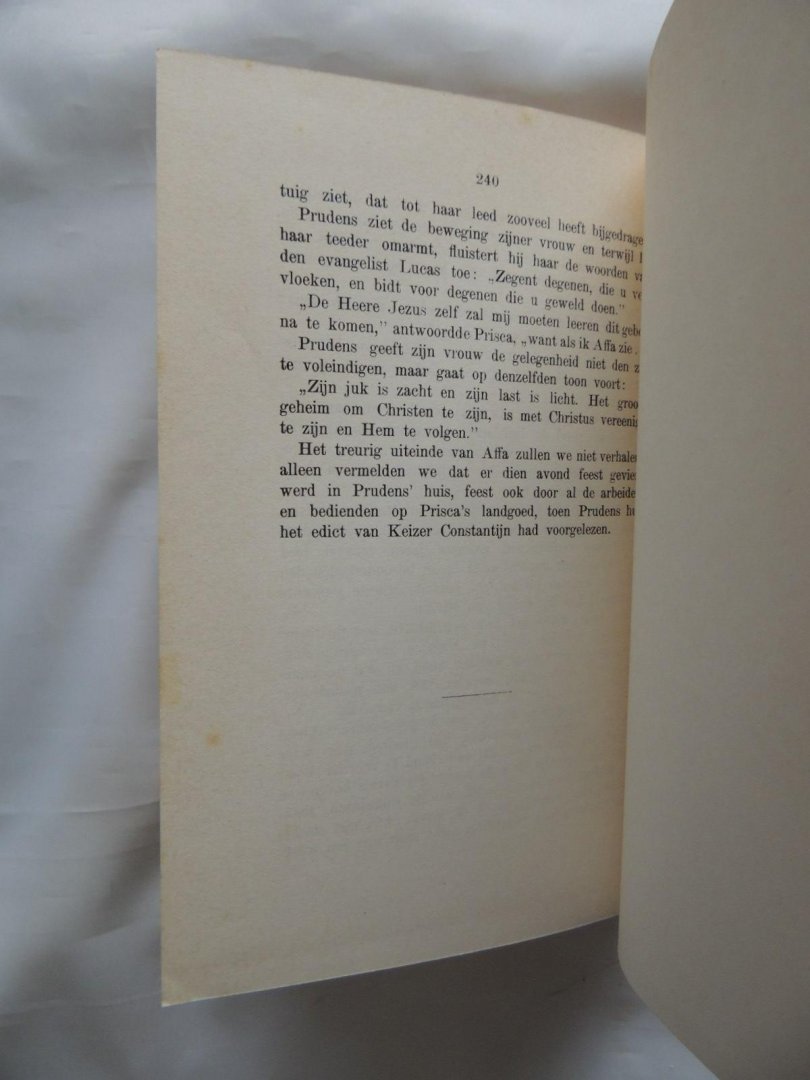 240
tuig ziet, dat tot haar leed zooveel heeft bijgedrage
Prudens ziet de beweging zijner vrouw en terwijl
haar teeder omarmt, fluistert hij haar de woorden
den evangelist Lucas toe: „Zegent degenen, die u
vloeken, en bidt voor degenen die u geweld doen."
„De Heere Jezus zelf zal mij moeten leeren dit
na te komen," antwoordde Prisca, „want als ik Affa zie.
Prudens geeft zijn vrouw de gelegenheid niet den
te voleindigen, maar gaat op denzelfden toon voort:
„Zijn juk is zacht en zijn last is licht. Het groo
geheim om Christen te zijn, is met Christus vereenig
te zijn en Hem te volgen."
Het treurig uiteinde van Affa zullen we niet verhale
alleen vermelden we dat er dien avond feest gevie
werd in Prudens' huis, feest ook door al de arbeide
en bedienden op Prisca's landgoed, toen Prudens
het edict van Keizer Constantijn had voorgelezen.